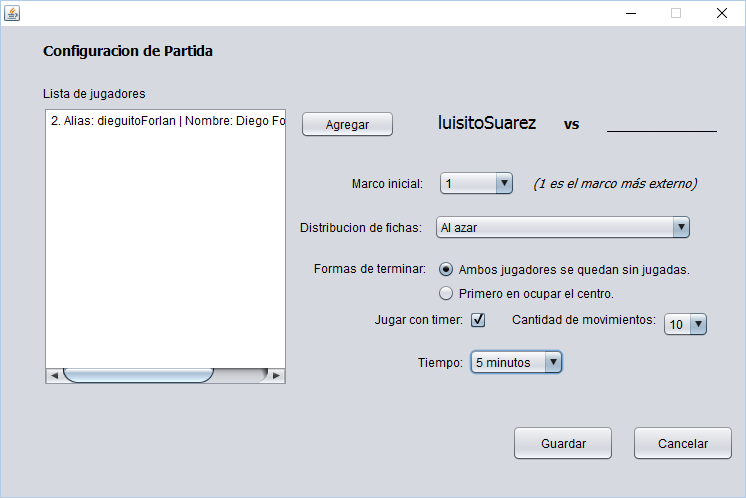 Configuracion de Partida
Lista de jugadores
2. Alias: dieguitoForlan | Nombre: Diego Fo
Agregar
luisitoSuarez vs
Marco inicial: 1 (1 es el marco más externo)
Distribucion de fichas: Al azar
Formas de terminar: Ambos jugadores se quedan sin jugadas.
Primero en ocupar el centro.
Jugar con timer: Cantidad de movimientos: 10
Tiempo: 5 minutos
Guardar Cancelar